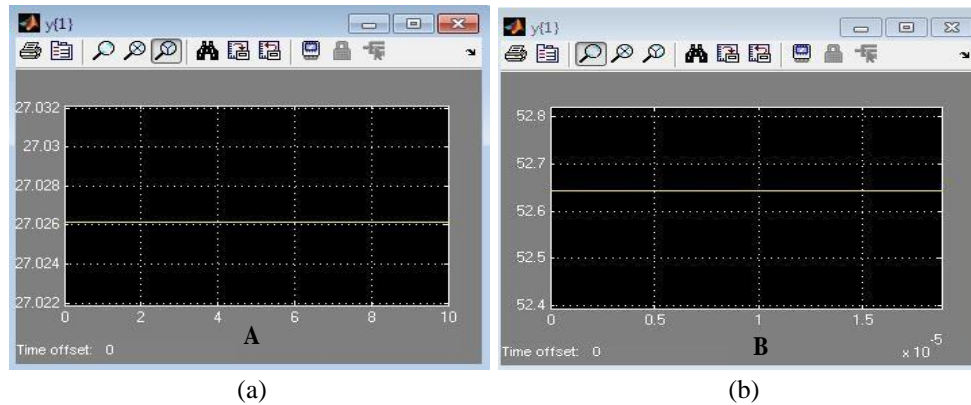 y{1}
27.032
27.03
27.028
27.026
27.024
27.022
0 2 4 6 8 10
A
Time offset: 0
(a)
y{1}
52.8
52.7
52.6
52.5
52.4
0 0.5 1 1.5
B
x 10^-5
Time offset: 0
(b)